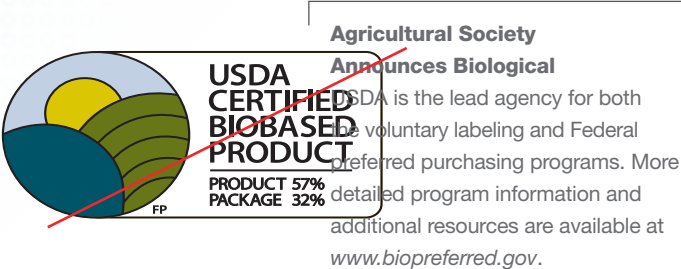 USDA
CERTIFIED
BIOBASED
PRODUCT
PRODUCT 57%
PACKAGE 32%
FP
Agricultural Society
Announces Biological
USDA is the lead agency for both
the voluntary labeling and Federal
preferred purchasing programs. More
detailed program information and
additional resources are available at
www.biopreferred.gov.